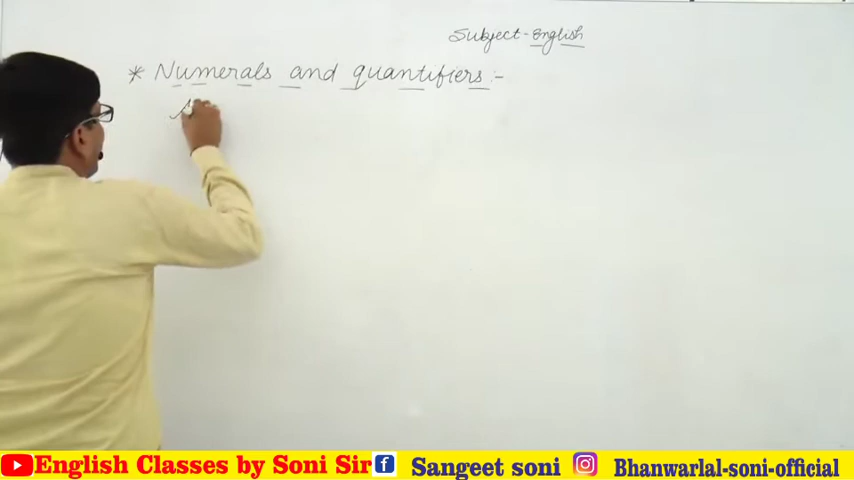 Subject-English
* Numerals and quantifiers :-
English Classes by Soni Sir Sangeet soni Bhanwarlal-soni-official